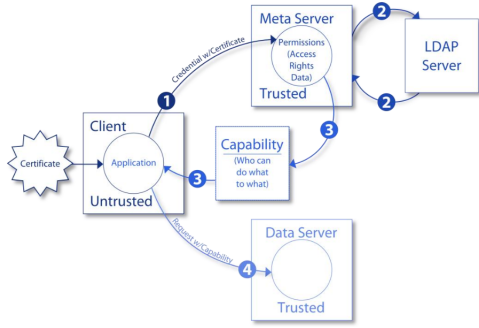 Meta Server
Permissions
(Access
Rights
Data)
Trusted
2
2
LDAP
Server
Credential w/Certificate
1
3
Client
Application
Untrusted
Certificate
Capability
(Who can
do what
to what)
3
Request w/Capability
4
Data Server
Trusted